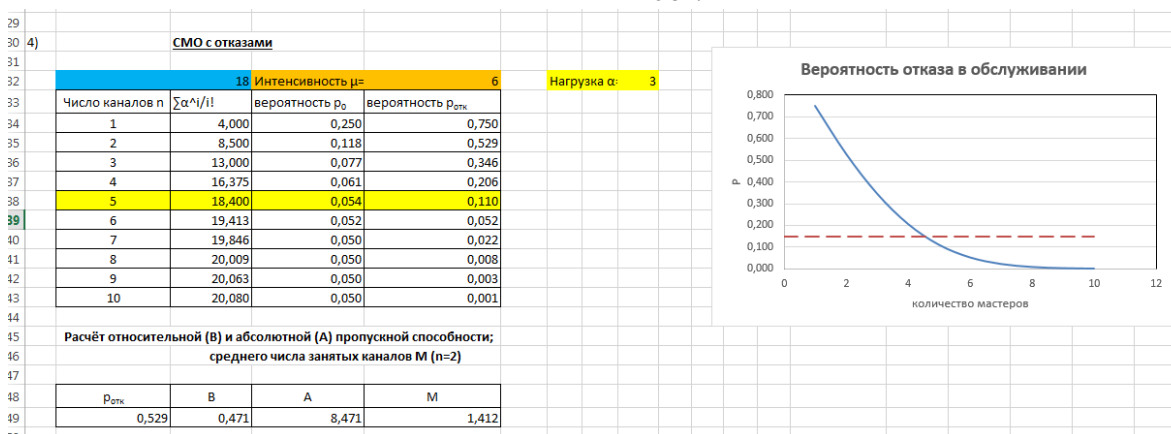 29
30 4) СМО с отказами
31
32 18 Интенсивность μ= 6 Нагрузка α: 3
33 Число каналов n ∑α^i/i! вероятность p₀ вероятность pотк
34 1 4,000 0,250 0,750
35 2 8,500 0,118 0,529
36 3 13,000 0,077 0,346
37 4 16,375 0,061 0,206
38 5 18,400 0,054 0,110
39 6 19,413 0,052 0,052
40 7 19,846 0,050 0,022
41 8 20,009 0,050 0,008
42 9 20,063 0,050 0,003
43 10 20,080 0,050 0,001
44
45 Расчёт относительной (B) и абсолютной (A) пропускной способности;
46 среднего числа занятых каналов M (n=2)
47
48 pотк B A M
49 0,529 0,471 8,471 1,412
Вероятность отказа в обслуживании
0,800
0,700
0,600
0,500
0,400
0,300
0,200
0,100
0,000
P
0 2 4 6 8 10 12
количество мастеров